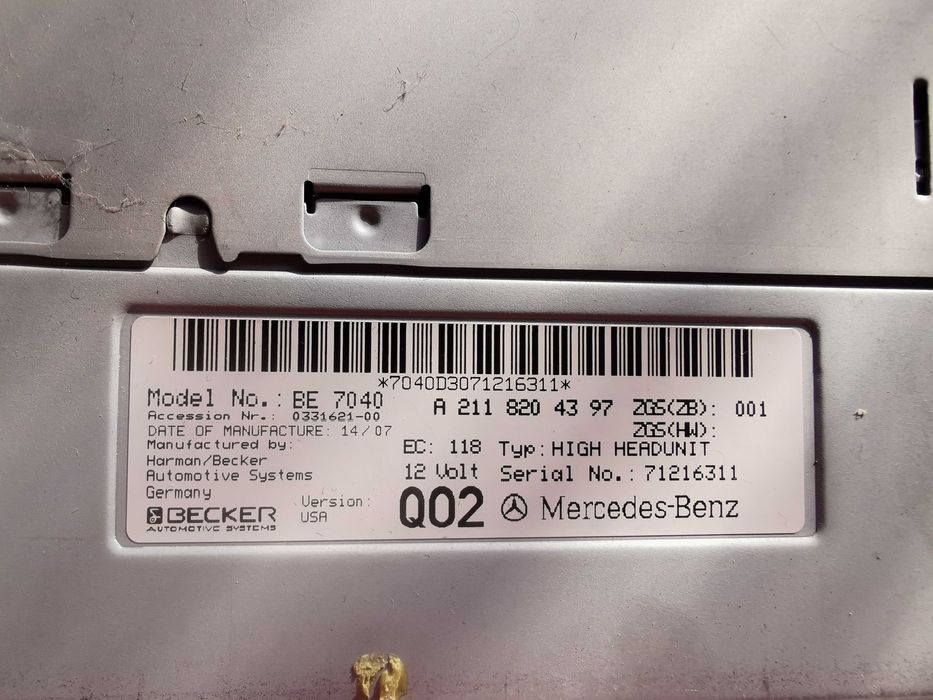 *7040D3071216311*
Model No.: BE 7040
A 211 820 43 97 ZGS(ZB): 001
Accession Nr.: 0331621-00
ZGS(HW):
DATE OF MANUFACTURE: 14/07
Manufactured by:
EC: 118 Typ: HIGH HEADUNIT
Harman/Becker
Automotive Systems
12 Volt Serial No.: 71216311
Germany
Version:
USA
Q02 Mercedes-Benz
BECKER
AUTOMOTIVE SYSTEMS